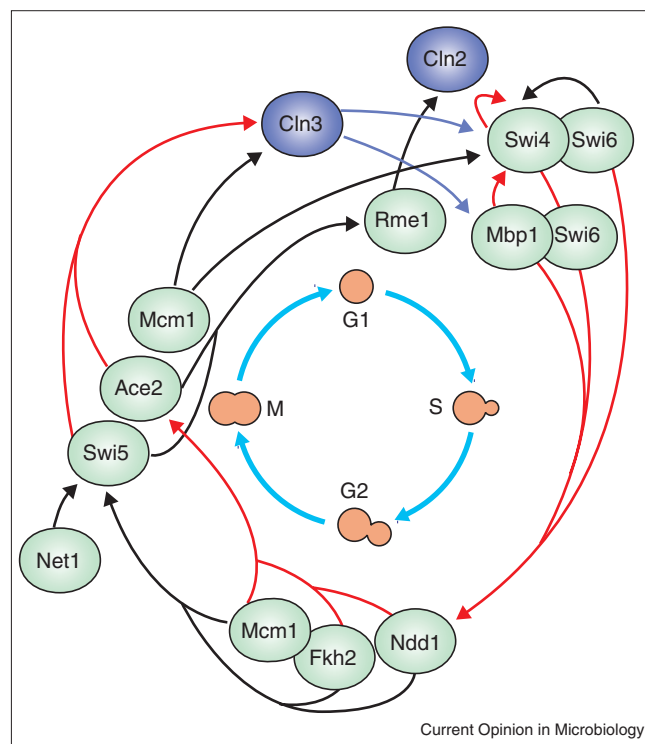 Cln2
Cln3
Swi4
Swi6
Rme1
Mbp1
Swi6
Mcm1
G1
Ace2
M
S
Swi5
G2
Net1
Mcm1
Fkh2
Ndd1
Current Opinion in Microbiology